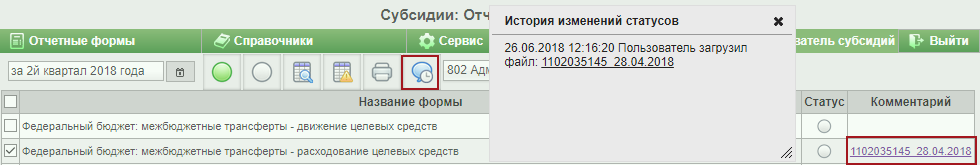 Субсидии: Отч
История изменений статусов
26.06.2018 12:16:20 Пользователь загрузил
файл: 1102035145_28.04.2018
Отчетные формы Справочники Сервис ватель субсидий Выйти
за 2й квартал 2018 года 802 Адм
Название формы Статус Комментарий
Федеральный бюджет: межбюджетные трансферты - движение целевых средств
Федеральный бюджет: межбюджетные трансферты - расходование целевых средств 1102035145_28.04.2018